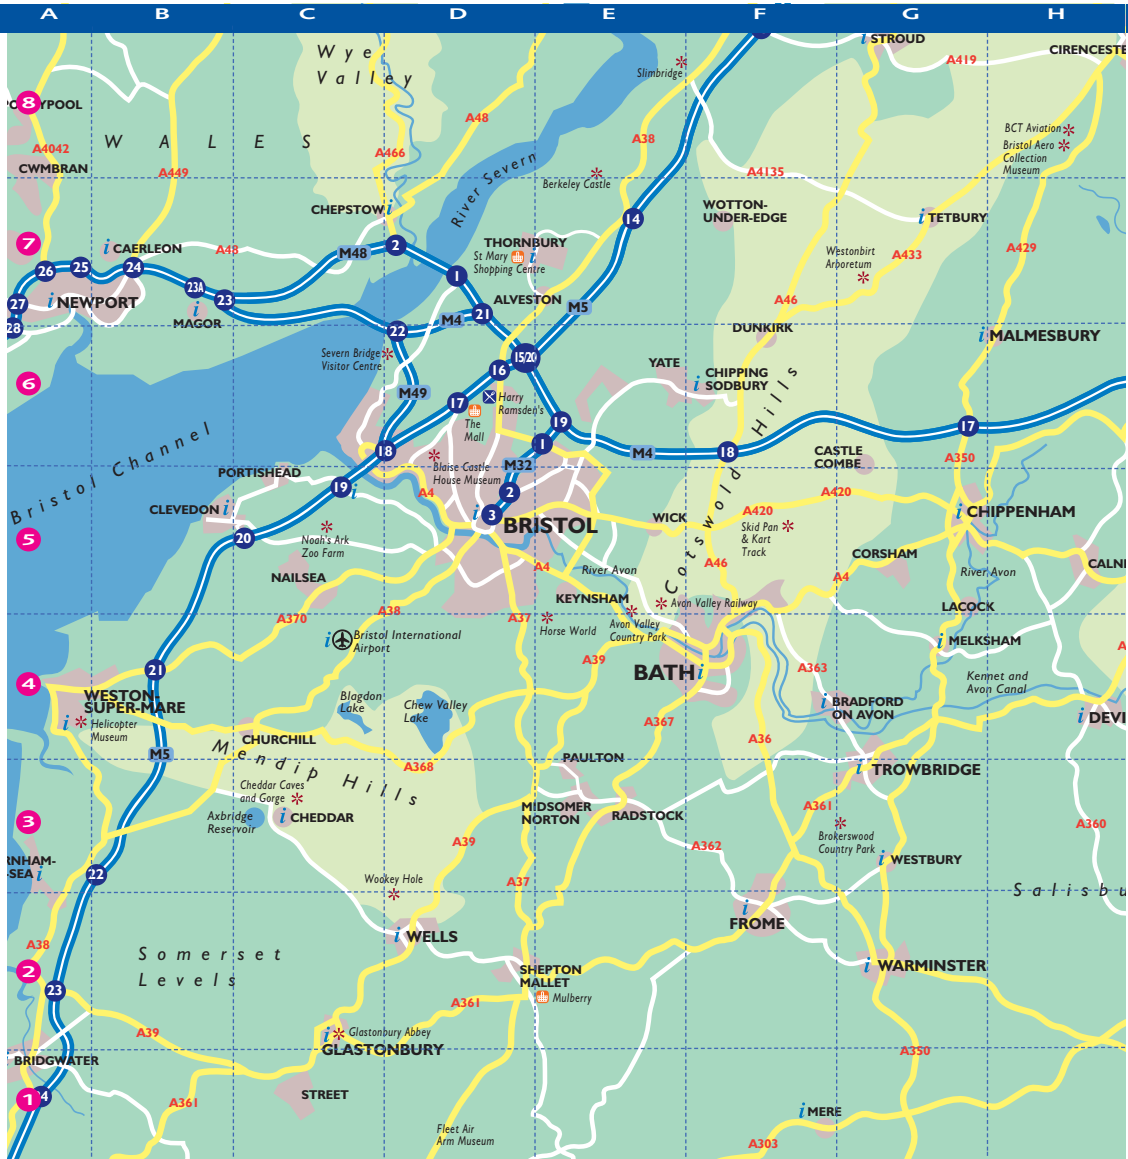 A B C D E F G H
Wye
Valley
STROUD
CIRENCESTE
A419
Slimbridge
8
POOL
A48
W A L E S
A4042
A466
A38
BCT Aviation
Bristol Aero
Collection
Museum
CWMBRAN
A449
River Severn
Berkeley Castle
A4135
CHEPSTOW
WOTTON-
UNDER-EDGE
TETBURY
14
7
CAERLEON
A48
M48
2
THORNBURY
St Mary
Shopping Centre
Westonbirt
Arboretum
A433
A429
26
25
24
23A
23
1
27
NEWPORT
28
MAGOR
ALVESTON
21
M4
M5
A46
22
DUNKIRK
MALMESBURY
Severn Bridge
Visitor Centre
15/20
16
YATE
CHIPPING
SODBURY
6
M49
17
Harry
Ramsden's
The
Mall
19
1
18
M4
18
17
Cotswold Hills
CASTLE
COMBE
A350
Bristol Channel
PORTISHEAD
Blaise Castle
House Museum
M32
19
A4
2
A420
CLEVEDON
3
BRISTOL
WICK
A420
Skid Pan
& Kart
Track
CHIPPENHAM
5
20
Noah's Ark
Zoo Farm
CORSHAM
NAILSEA
A4
River Avon
A46
A4
River Avon
CALN
KEYNSHAM
Avon Valley Railway
LACOCK
A370
A38
A37
Horse World
Avon Valley
Country Park
Bristol International
Airport
MELKSHAM
A39
A363
21
BATH
Kennet and
Avon Canal
4
WESTON-
SUPER-MARE
Helicopter
Museum
Blagdon
Lake
Chew Valley
Lake
BRADFORD
ON AVON
DEVI
A367
A36
CHURCHILL
M5
Mendip Hills
A368
PAULTON
TROWBRIDGE
Cheddar Caves
and Gorge
MIDSOMER
NORTON
RADSTOCK
A361
3
Axbridge
Reservoir
CHEDDAR
Brokerswood
Country Park
A360
A39
A362
RNHAM-
-SEA
WESTBURY
22
Wookey Hole
A37
Salisbu
FROME
A38
WELLS
Somerset
Levels
2
WARMINSTER
SHEPTON
MALLET
23
Mulberry
A361
A39
Glastonbury Abbey
GLASTONBURY
A350
BRIDGWATER
STREET
1
A361
MERE
Fleet Air
Arm Museum
A303